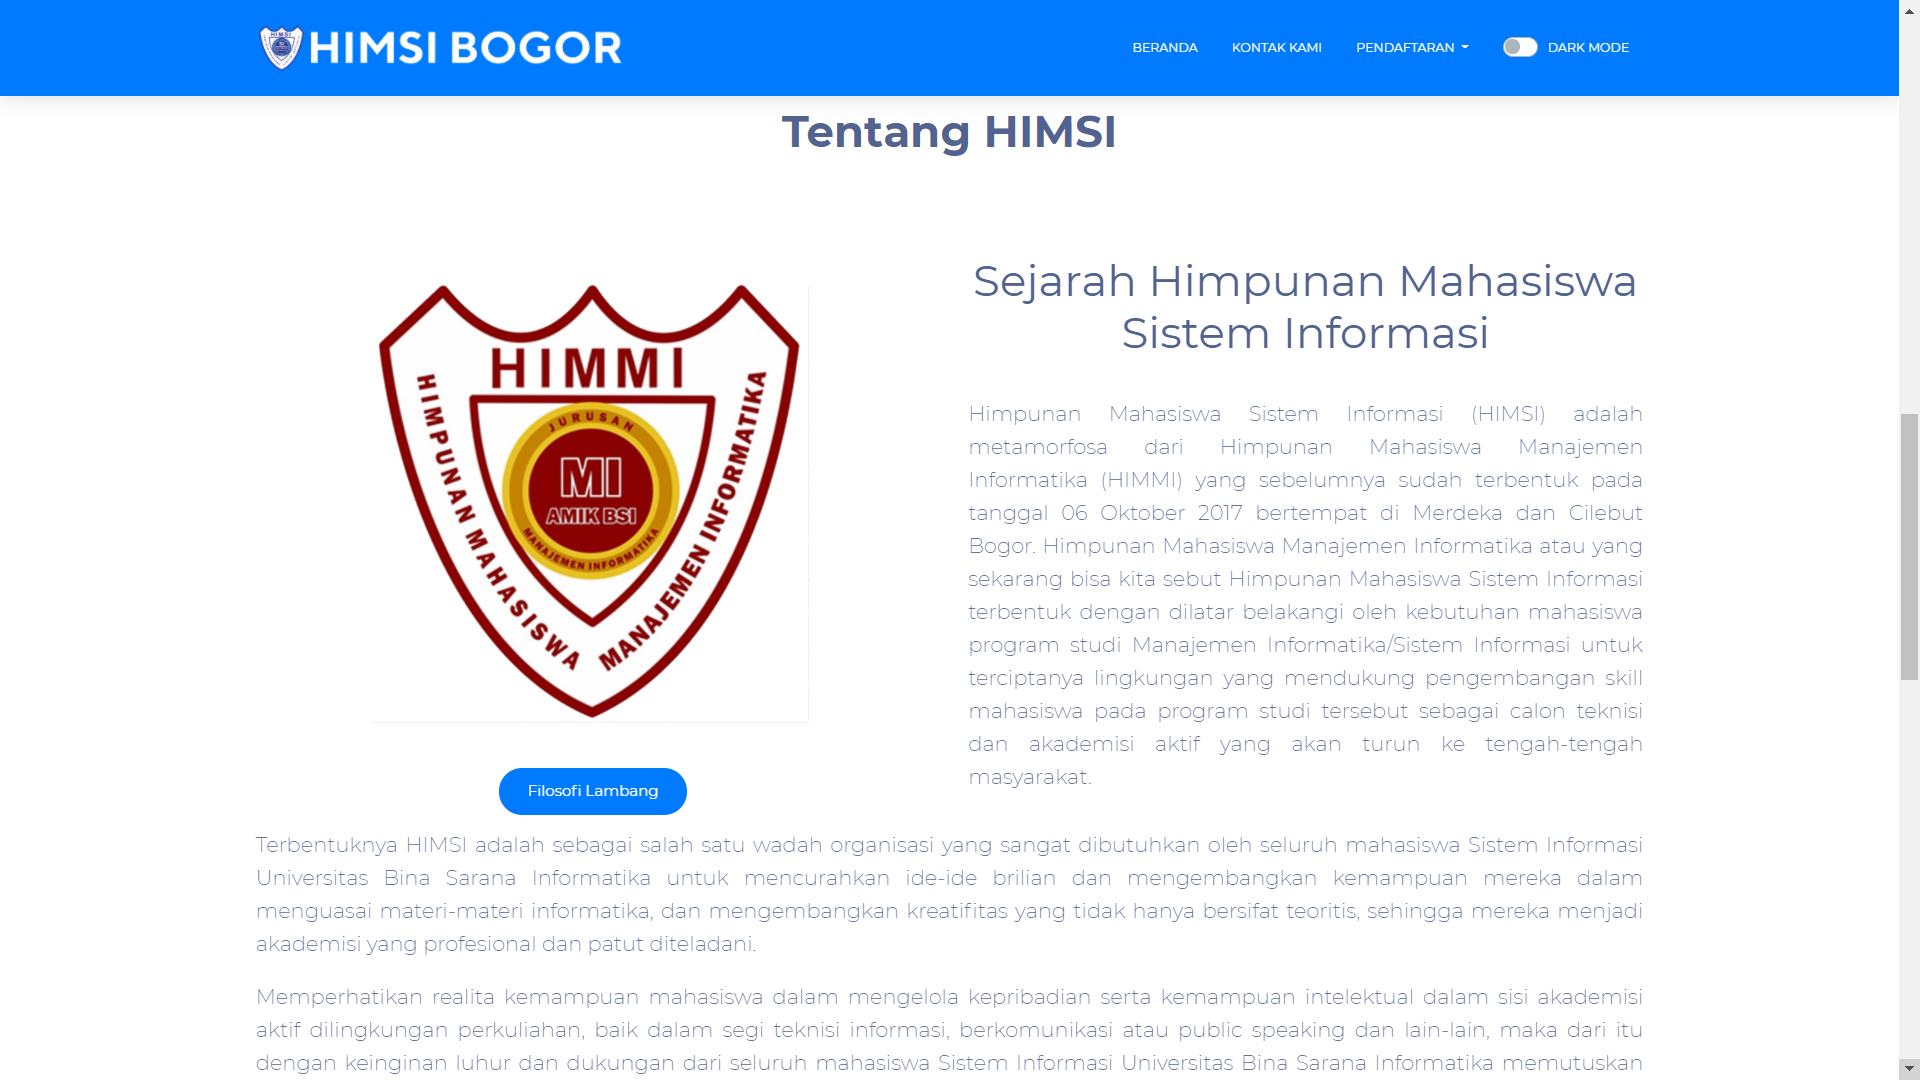 HIMSI
HIMSI BOGOR
BERANDA
KONTAK KAMI
PENDAFTARAN
DARK MODE
Tentang HIMSI
HIMMI
HIMPUNAN MAHASISWA MANAJEMEN INFORMATIKA
JURUSAN
MI
AMIK BSI
MANAJEMEN INFORMATIKA
Filosofi Lambang
Sejarah Himpunan Mahasiswa
Sistem Informasi
Himpunan Mahasiswa Sistem Informasi (HIMSI) adalah
metamorfosa dari Himpunan Mahasiswa Manajemen
Informatika (HIMMI) yang sebelumnya sudah terbentuk pada
tanggal 06 Oktober 2017 bertempat di Merdeka dan Cilebut
Bogor. Himpunan Mahasiswa Manajemen Informatika atau yang
sekarang bisa kita sebut Himpunan Mahasiswa Sistem Informasi
terbentuk dengan dilatar belakangi oleh kebutuhan mahasiswa
program studi Manajemen Informatika/Sistem Informasi untuk
terciptanya lingkungan yang mendukung pengembangan skill
mahasiswa pada program studi tersebut sebagai calon teknisi
dan akademisi aktif yang akan turun ke tengah-tengah
masyarakat.
Terbentuknya HIMSI adalah sebagai salah satu wadah organisasi yang sangat dibutuhkan oleh seluruh mahasiswa Sistem Informasi
Universitas Bina Sarana Informatika untuk mencurahkan ide-ide brilian dan mengembangkan kemampuan mereka dalam
menguasai materi-materi informatika, dan mengembangkan kreatifitas yang tidak hanya bersifat teoritis, sehingga mereka menjadi
akademisi yang profesional dan patut diteladani.
Memperhatikan realita kemampuan mahasiswa dalam mengelola kepribadian serta kemampuan intelektual dalam sisi akademisi
aktif dilingkungan perkuliahan, baik dalam segi teknisi informasi, berkomunikasi atau public speaking dan lain-lain, maka dari itu
dengan keinginan luhur dan dukungan dari seluruh mahasiswa Sistem Informasi Universitas Bina Sarana Informatika memutuskan